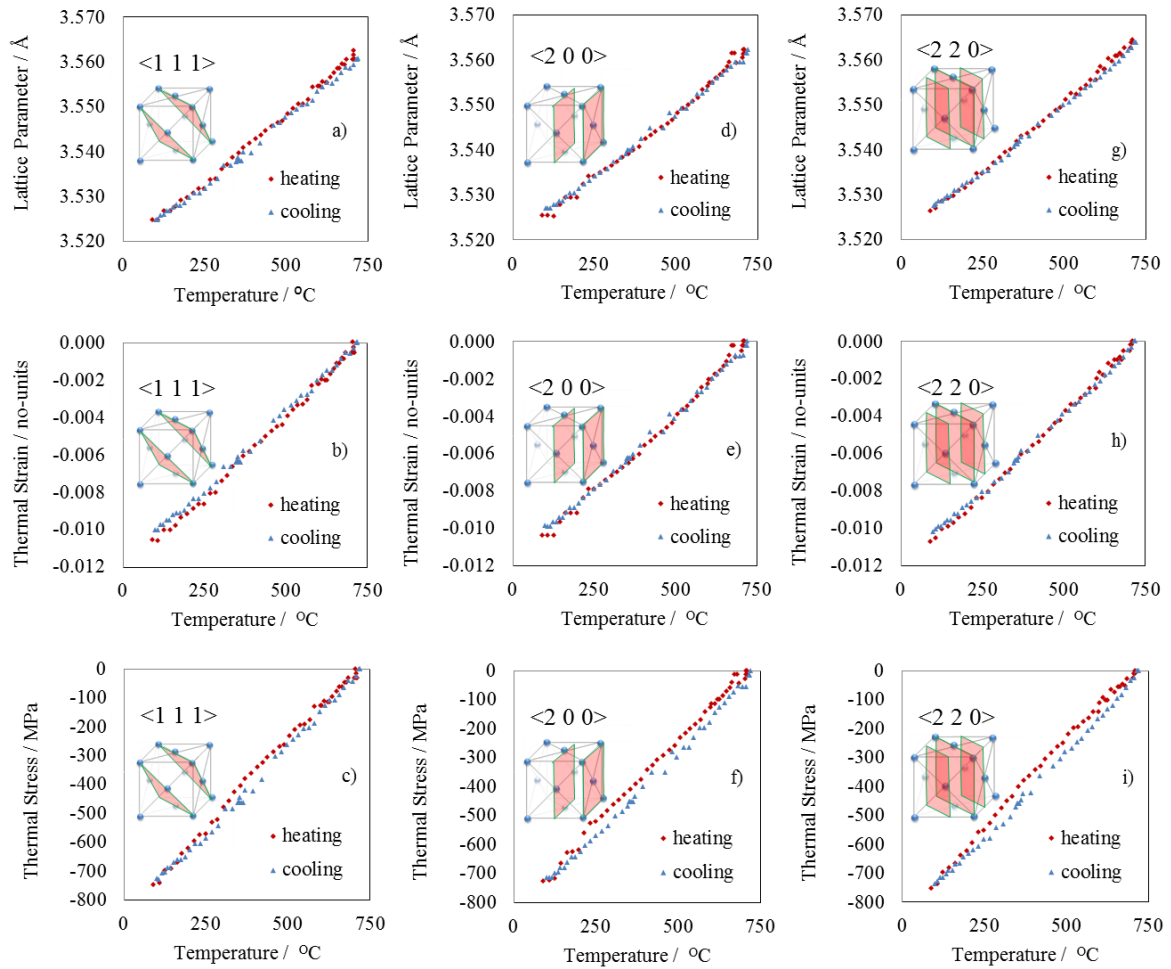 Lattice Parameter / Å
3.570
3.560
3.550
3.540
3.530
3.520
<1 1 1>
a)
heating
cooling
0 250 500 750
Temperature / ⁰C
Lattice Parameter / Å
3.570
3.560
3.550
3.540
3.530
3.520
<2 0 0>
d)
heating
cooling
0 250 500 750
Temperature / ᴼC
Lattice Parameter / Å
3.570
3.560
3.550
3.540
3.530
3.520
<2 2 0>
g)
heating
cooling
0 250 500 750
Temperature / ᴼC
Thermal Strain / no-units
0.000
-0.002
-0.004
-0.006
-0.008
-0.010
-0.012
<1 1 1>
b)
heating
cooling
0 250 500 750
Temperature / ᴼC
Thermal Strain / no-units
0.000
-0.002
-0.004
-0.006
-0.008
-0.010
-0.012
<2 0 0>
e)
heating
cooling
0 250 500 750
Temperature / ᴼC
Thermal Strain / no-units
0.000
-0.002
-0.004
-0.006
-0.008
-0.010
-0.012
<2 2 0>
h)
heating
cooling
0 250 500 750
Temperature / ᴼC
Thermal Stress / MPa
0
-100
-200
-300
-400
-500
-600
-700
-800
<1 1 1>
c)
heating
cooling
0 250 500 750
Temperature / ᴼC
Thermal Stress / MPa
0
-100
-200
-300
-400
-500
-600
-700
-800
<2 0 0>
f)
heating
cooling
0 250 500 750
Temperature / ᴼC
Thermal Stress / MPa
0
-100
-200
-300
-400
-500
-600
-700
-800
<2 2 0>
i)
heating
cooling
0 250 500 750
Temperature / ᴼC